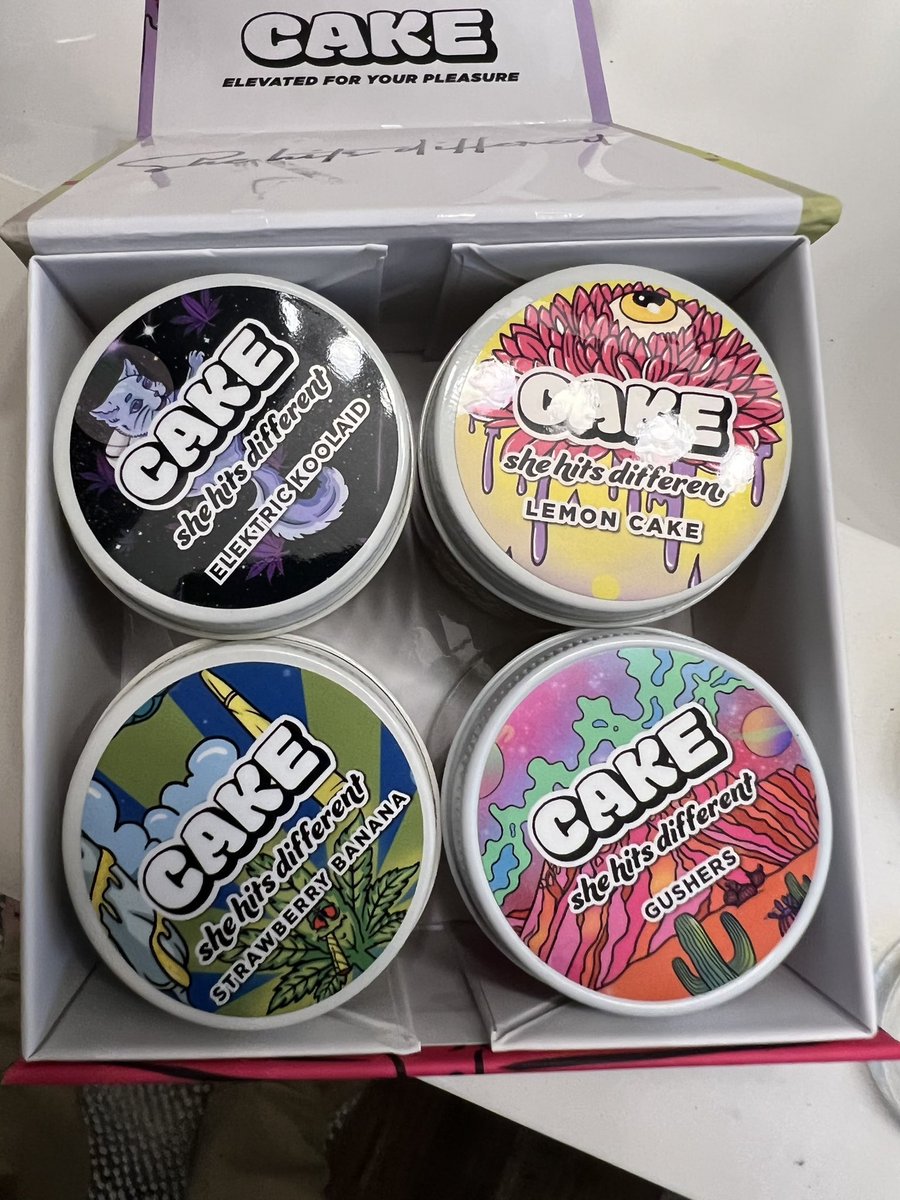 CAKE
ELEVATED FOR YOUR PLEASURE
CAKE
she hits different
ELEKTRIC KOOLAID
CAKE
she hits different
LEMON CAKE
CAKE
she hits different
STRAWBERRY BANANA
CAKE
she hits different
GUSHERS